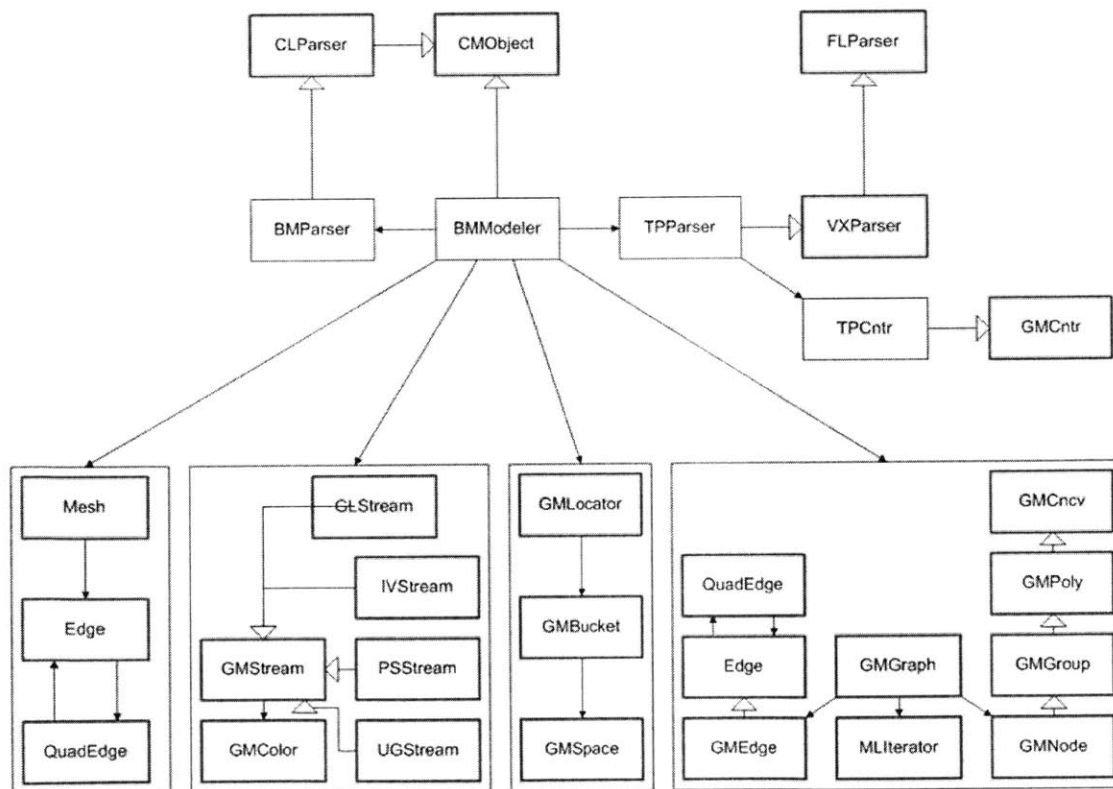 CLParser
CMObject
FLParser
BMParser
BMModeler
TPParser
VXParser
TPCntr
GMCntr
Mesh
Edge
QuadEdge
GLStream
IVStream
GMStream
PSStream
GMColor
UGStream
GMLocator
GMBucket
GMSpace
GMCncv
QuadEdge
GMPoly
Edge
GMGraph
GMGroup
GMEdge
MLIterator
GMNode